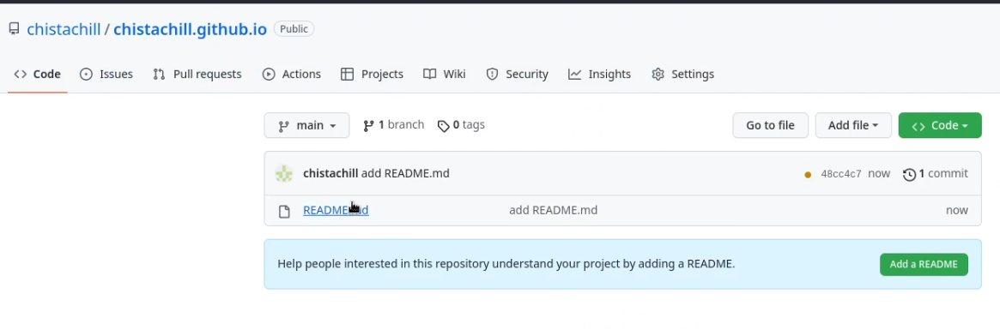 chistachill / chistachill.github.io Public
<> Code Issues Pull requests Actions Projects Wiki Security Insights Settings
main 1 branch 0 tags Go to file Add file <> Code
chistachill add README.md 48cc4c7 now 1 commit
README.md add README.md now
Help people interested in this repository understand your project by adding a README. Add a README